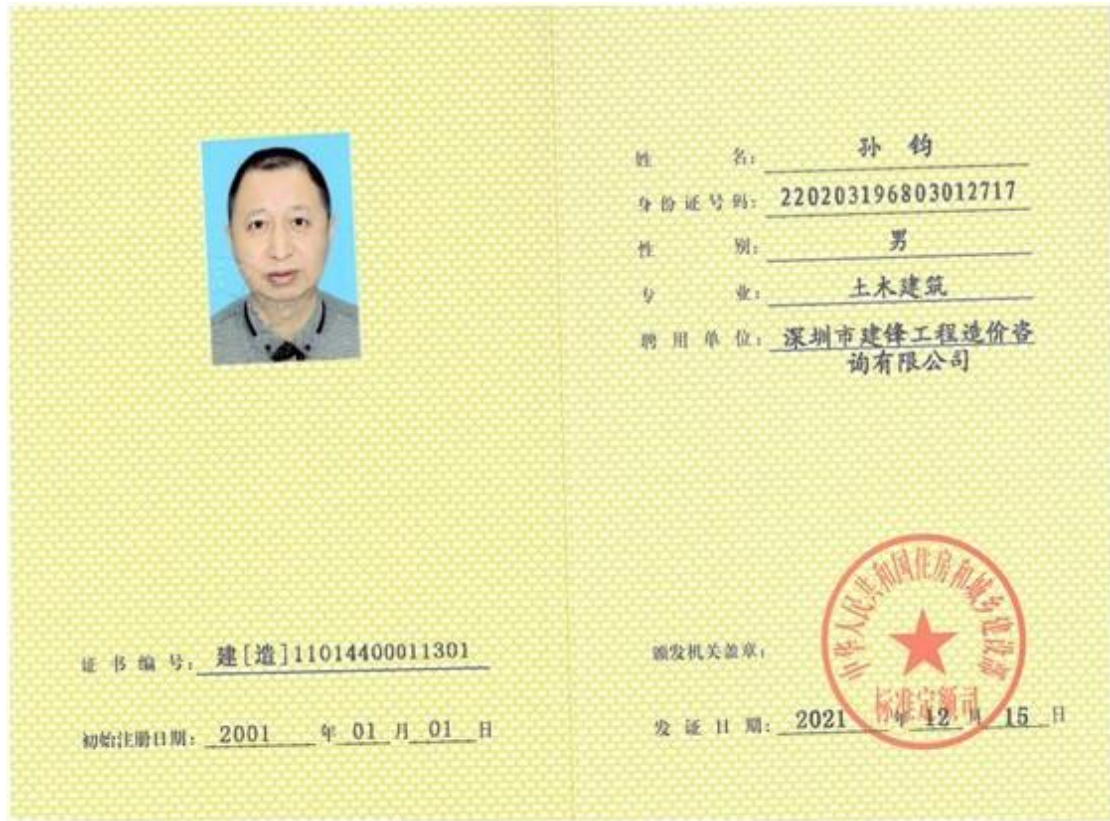 姓 名： 孙 钧
身份证号码： 220203196803012717
性 别： 男
专 业： 土木建筑
聘用单位： 深圳市建锋工程造价咨
询有限公司
证书编号： 建[造]11014400011301
初始注册日期： 2001 年 01 月 01 日
颁发机关盖章：
中华人民共和国住房和城乡建设部
标准定额司
发证日期： 2021 年 12 月 15 日